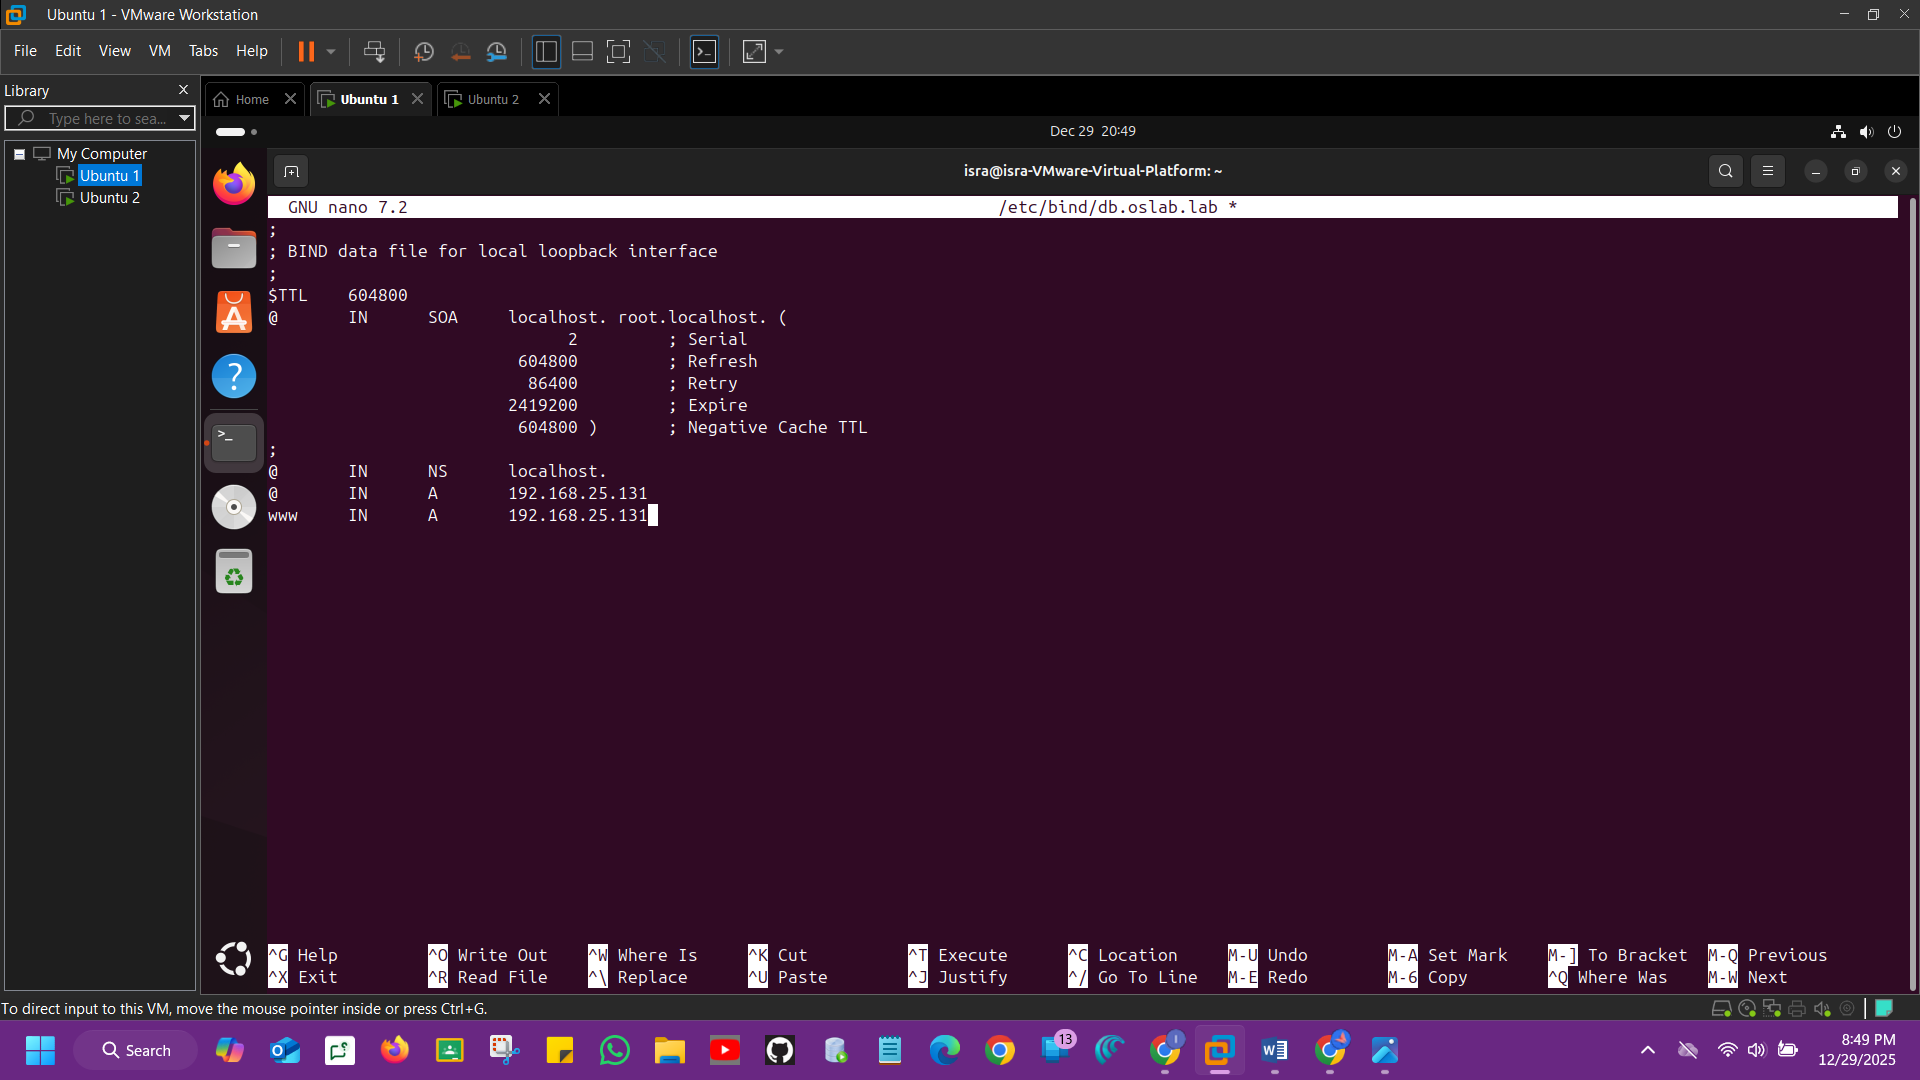 Ubuntu 1 - VMware Workstation
File Edit View VM Tabs Help
Library
Type here to sea...
My Computer
Ubuntu 1
Ubuntu 2
Home Ubuntu 1 Ubuntu 2
Dec 29 20:49
isra@isra-VMware-Virtual-Platform: ~
GNU nano 7.2 /etc/bind/db.oslab.lab *
;
; BIND data file for local loopback interface
;
$TTL 604800
@ IN SOA localhost. root.localhost. (
2 ; Serial
604800 ; Refresh
86400 ; Retry
2419200 ; Expire
604800 ) ; Negative Cache TTL
;
@ IN NS localhost.
@ IN A 192.168.25.131
www IN A 192.168.25.131
^G Help ^O Write Out ^W Where Is ^K Cut ^T Execute ^C Location M-U Undo M-A Set Mark M-] To Bracket M-Q Previous
^X Exit ^R Read File ^\ Replace ^U Paste ^J Justify ^/ Go To Line M-E Redo M-6 Copy ^Q Where Was M-W Next
To direct input to this VM, move the mouse pointer inside or press Ctrl+G.
Search
13
8:49 PM
12/29/2025